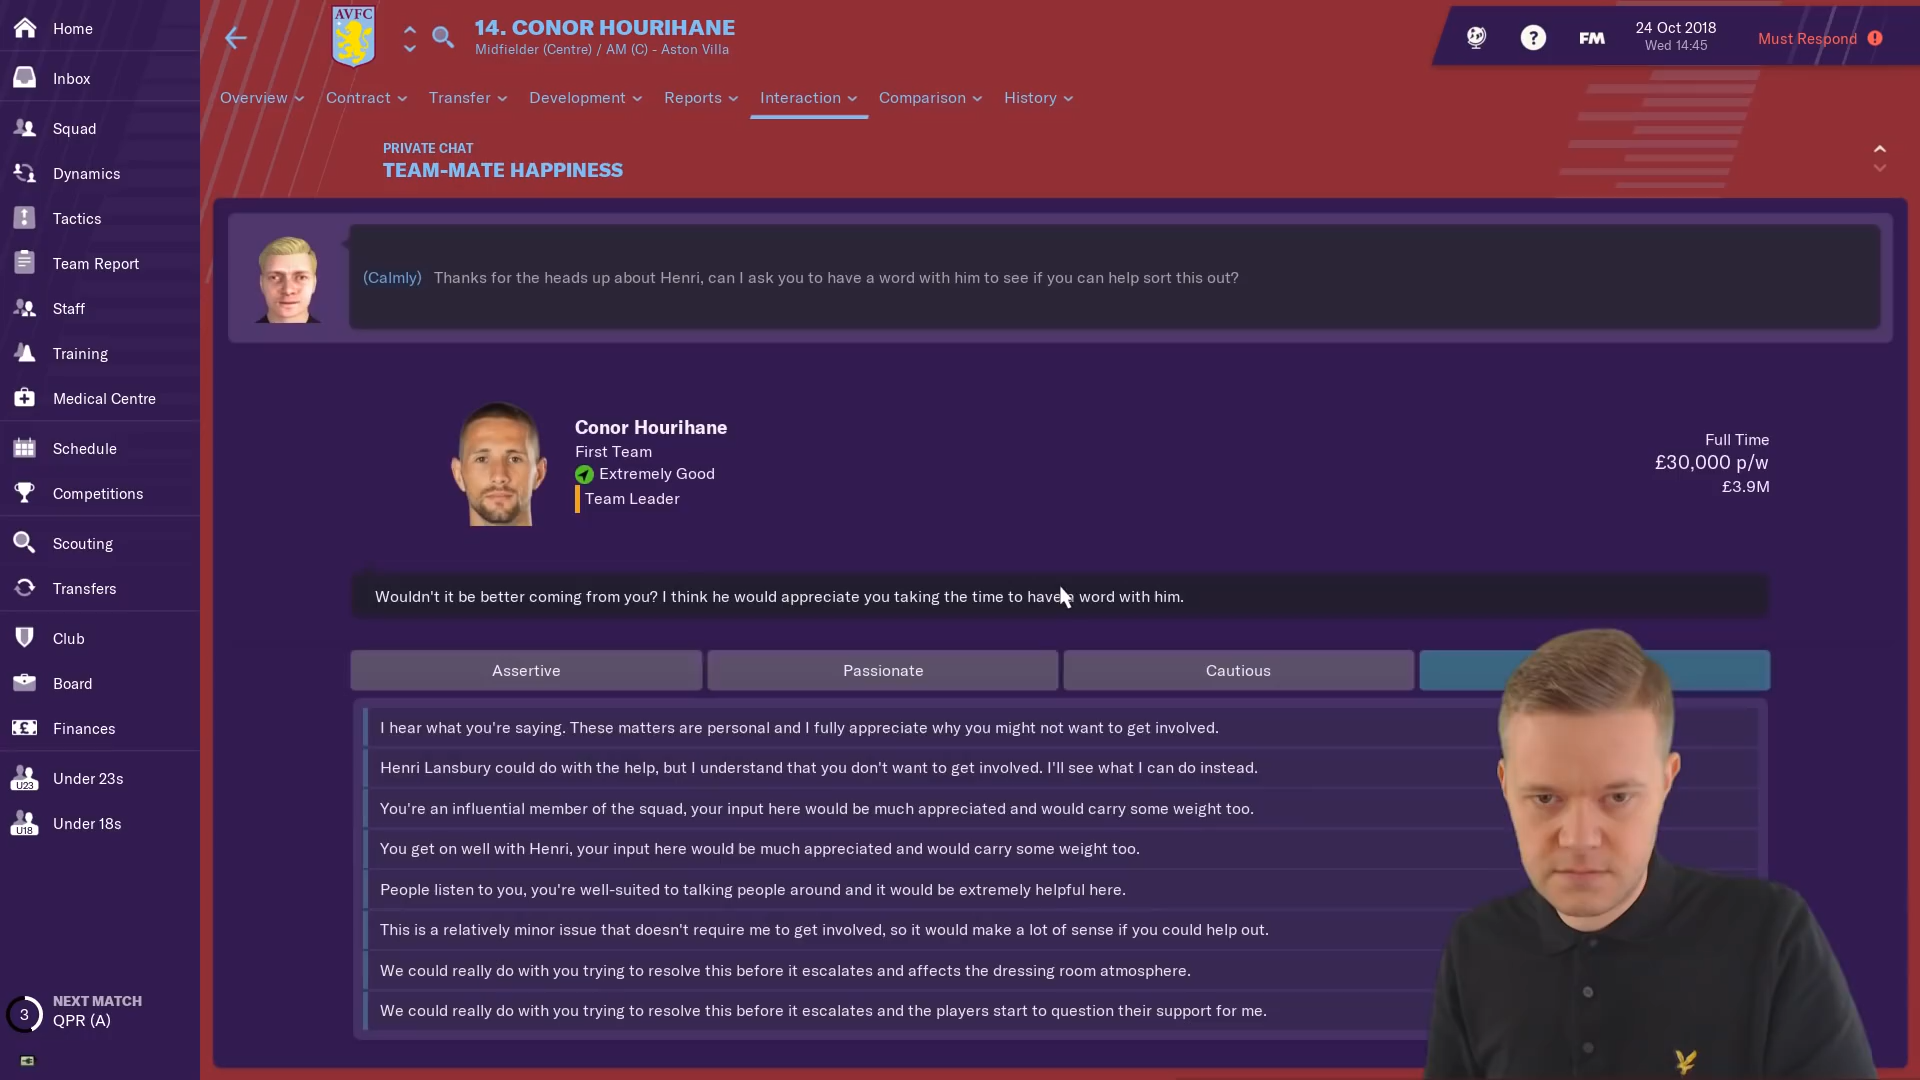 Home
Inbox
Squad
Dynamics
Tactics
Team Report
Staff
Training
Medical Centre
Schedule
Competitions
Scouting
Transfers
Club
Board
Finances
U23
Under 23s
U18
Under 18s
3
NEXT MATCH
QPR (A)
AVFC
14. CONOR HOURIHANE
Midfielder (Centre) / AM (C) - Aston Villa
FM
24 Oct 2018
Wed 14:45
Must Respond
Overview
Contract
Transfer
Development
Reports
Interaction
Comparison
History
PRIVATE CHAT
TEAM-MATE HAPPINESS
(Calmly) Thanks for the heads up about Henri, can I ask you to have a word with him to see if you can help sort this out?
Conor Hourihane
First Team
Extremely Good
Team Leader
Full Time
£30,000 p/w
£3.9M
Wouldn't it be better coming from you? I think he would appreciate you taking the time to have a word with him.
Assertive
Passionate
Cautious
I hear what you're saying. These matters are personal and I fully appreciate why you might not want to get involved.
Henri Lansbury could do with the help, but I understand that you don't want to get involved. I'll see what I can do instead.
You're an influential member of the squad, your input here would be much appreciated and would carry some weight too.
You get on well with Henri, your input here would be much appreciated and would carry some weight too.
People listen to you, you're well-suited to talking people around and it would be extremely helpful here.
This is a relatively minor issue that doesn't require me to get involved, so it would make a lot of sense if you could help out.
We could really do with you trying to resolve this before it escalates and affects the dressing room atmosphere.
We could really do with you trying to resolve this before it escalates and the players start to question their support for me.